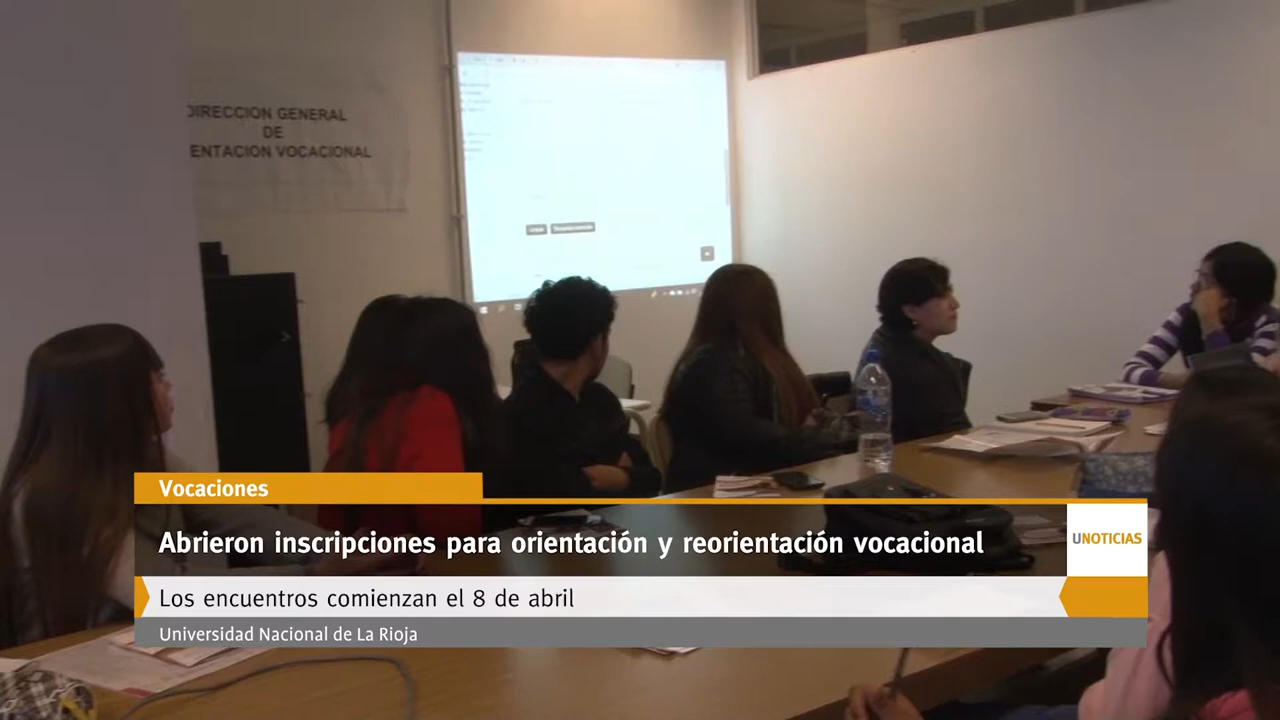 DIRECCION GENERAL
DE
ENTACION VOCACIONAL
Vocaciones
Abrieron inscripciones para orientación y reorientación vocacional
UNOTICIAS
Los encuentros comienzan el 8 de abril
Universidad Nacional de La Rioja